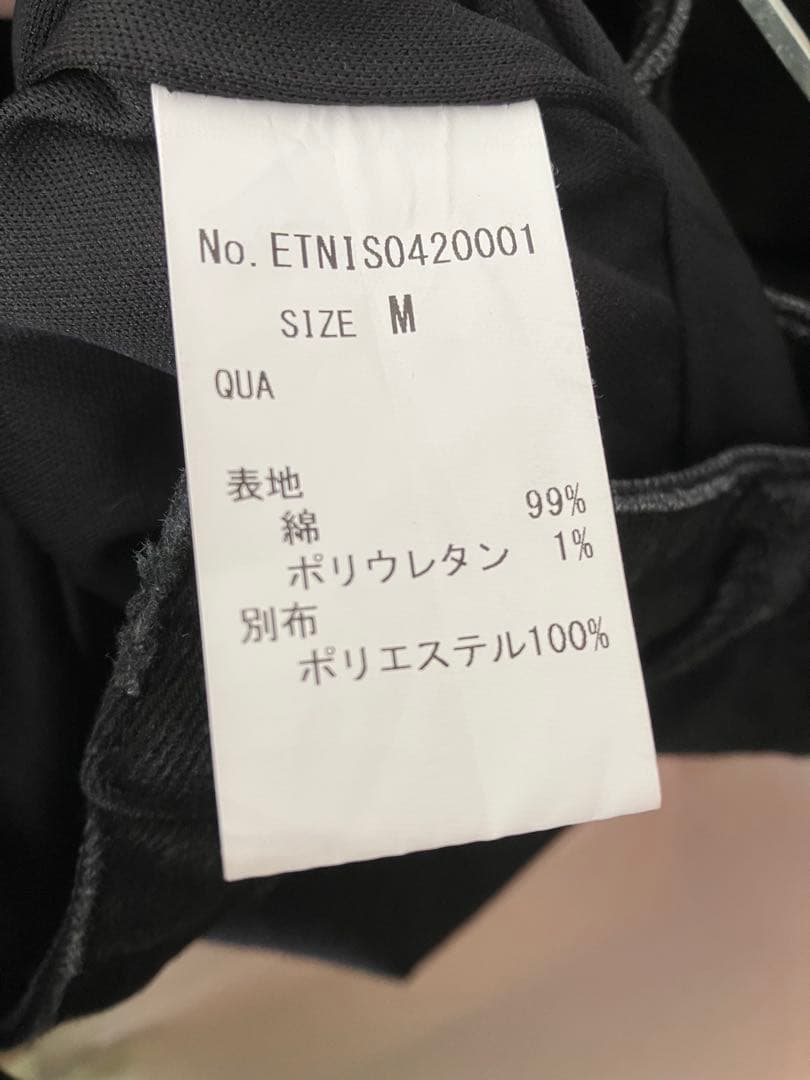 No. ETNIS0420001
SIZE M
QUA
表地
綿 99%
ポリウレタン 1%
別布
ポリエステル100%